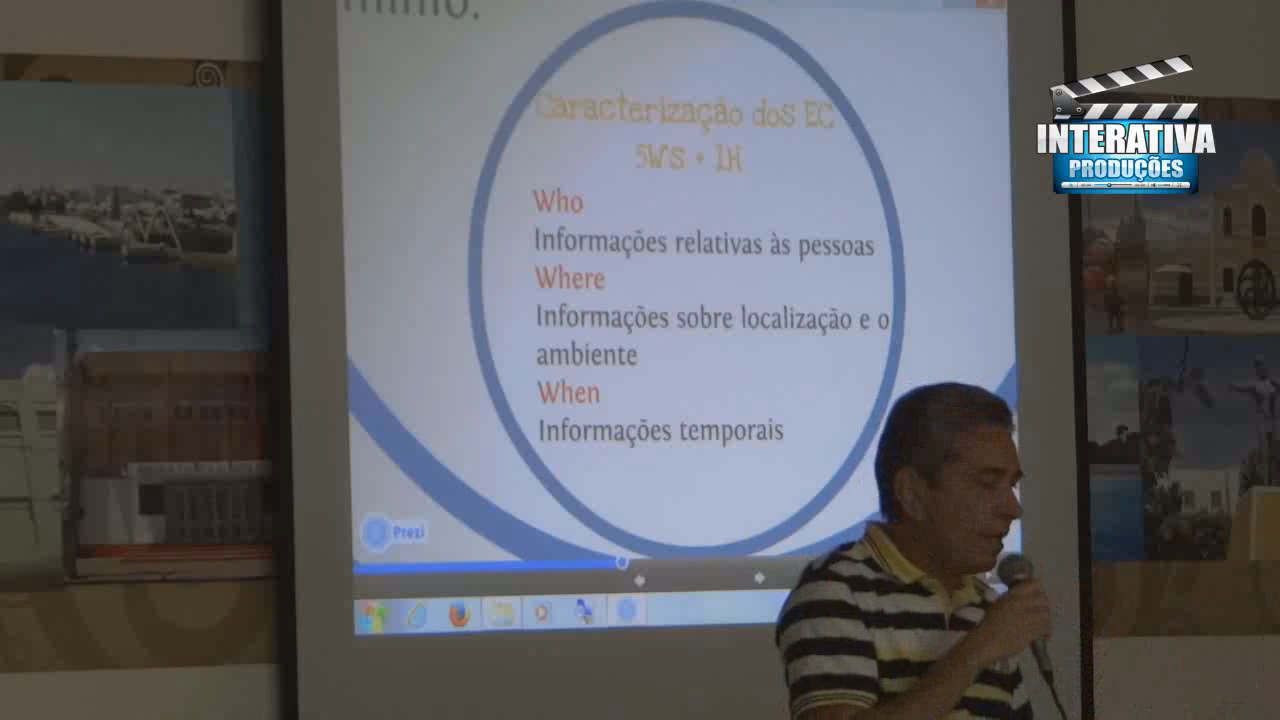 Caracterização dos EC
5W'S + 1H
Who
Informações relativas às pessoas
Where
Informações sobre localização e o
ambiente
When
Informações temporais
Prezi
INTERATIVA
PRODUÇÕES